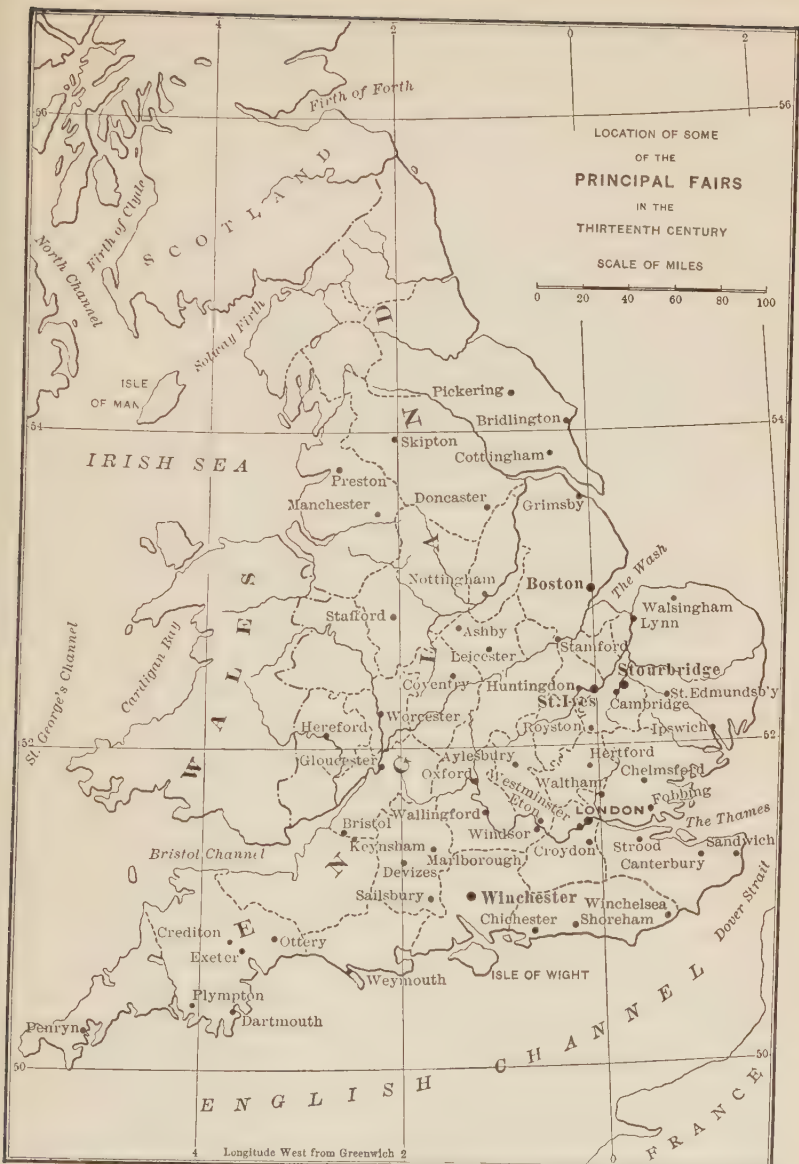 4
2
0
2
56
56
Firth of Forth
LOCATION OF SOME
OF THE
PRINCIPAL FAIRS
IN THE
THIRTEENTH CENTURY
SCALE OF MILES
0 20 40 60 80 100
SCOTLAND
Firth of Clyde
North Channel
Solway Firth
ISLE
OF MAN
IRISH SEA
54
54
Pickering
Bridlington
Skipton
Cottingham
Preston
Doncaster
Grimsby
Manchester
Nottingham
Boston
The Wash
Walsingham
Lynn
Stafford
Ashby
Stamford
Leicester
Stourbridge
Coventry
Huntingdon
St. Edmundsb'y
St. Ives
Cambridge
WALES
ENGLAND
St. George's Channel
Cardigan Bay
52
52
Worcester
Royston
Ipswich
Hereford
Hertford
Gloucester
Aylesbury
Chelmsford
Oxford
Waltham
Westminster
Eton
Fobbing
LONDON
The Thames
Wallingford
Bristol
Windsor
Strood
Sandwich
Keynsham
Croydon
Canterbury
Bristol Channel
Marlborough
Devizes
Sailsbury
Winchester
Winchelsea
Chichester
Shoreham
Dover Strait
Crediton
Ottery
Exeter
ISLE OF WIGHT
Weymouth
Plympton
Penryn
Dartmouth
50
50
ENGLISH CHANNEL
FRANCE
4 Longitude West from Greenwich 2
0